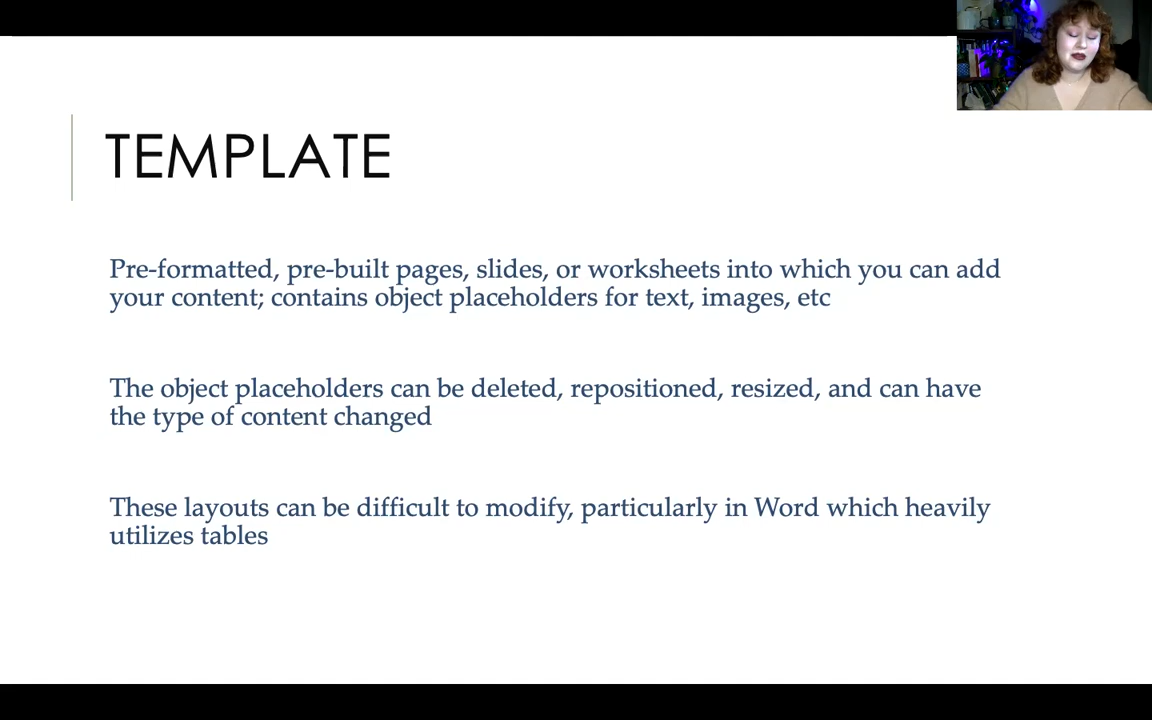 TEMPLATE
Pre-formatted, pre-built pages, slides, or worksheets into which you can add
your content; contains object placeholders for text, images, etc
The object placeholders can be deleted, repositioned, resized, and can have
the type of content changed
These layouts can be difficult to modify, particularly in Word which heavily
utilizes tables